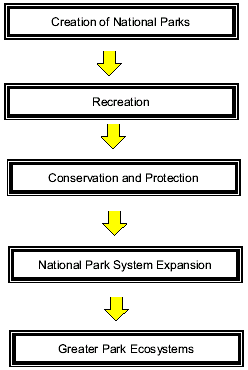 Creation of National Parks
Recreation
Conservation and Protection
National Park System Expansion
Greater Park Ecosystems